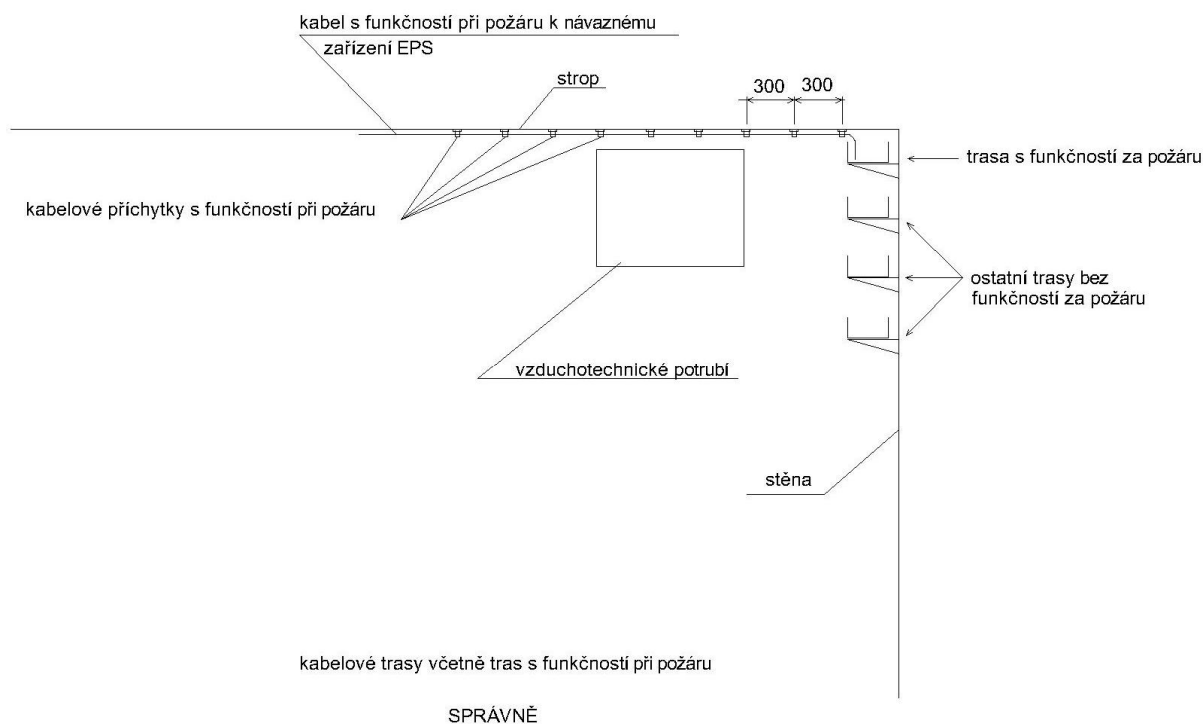 kabel s funkčností při požáru k návaznému
zařízení EPS
strop
300 300
trasa s funkčností za požáru
kabelové příchytky s funkčností při požáru
ostatní trasy bez
funkčností za požáru
vzduchotechnické potrubí
stěna
kabelové trasy včetně tras s funkčností při požáru
SPRÁVNĚ